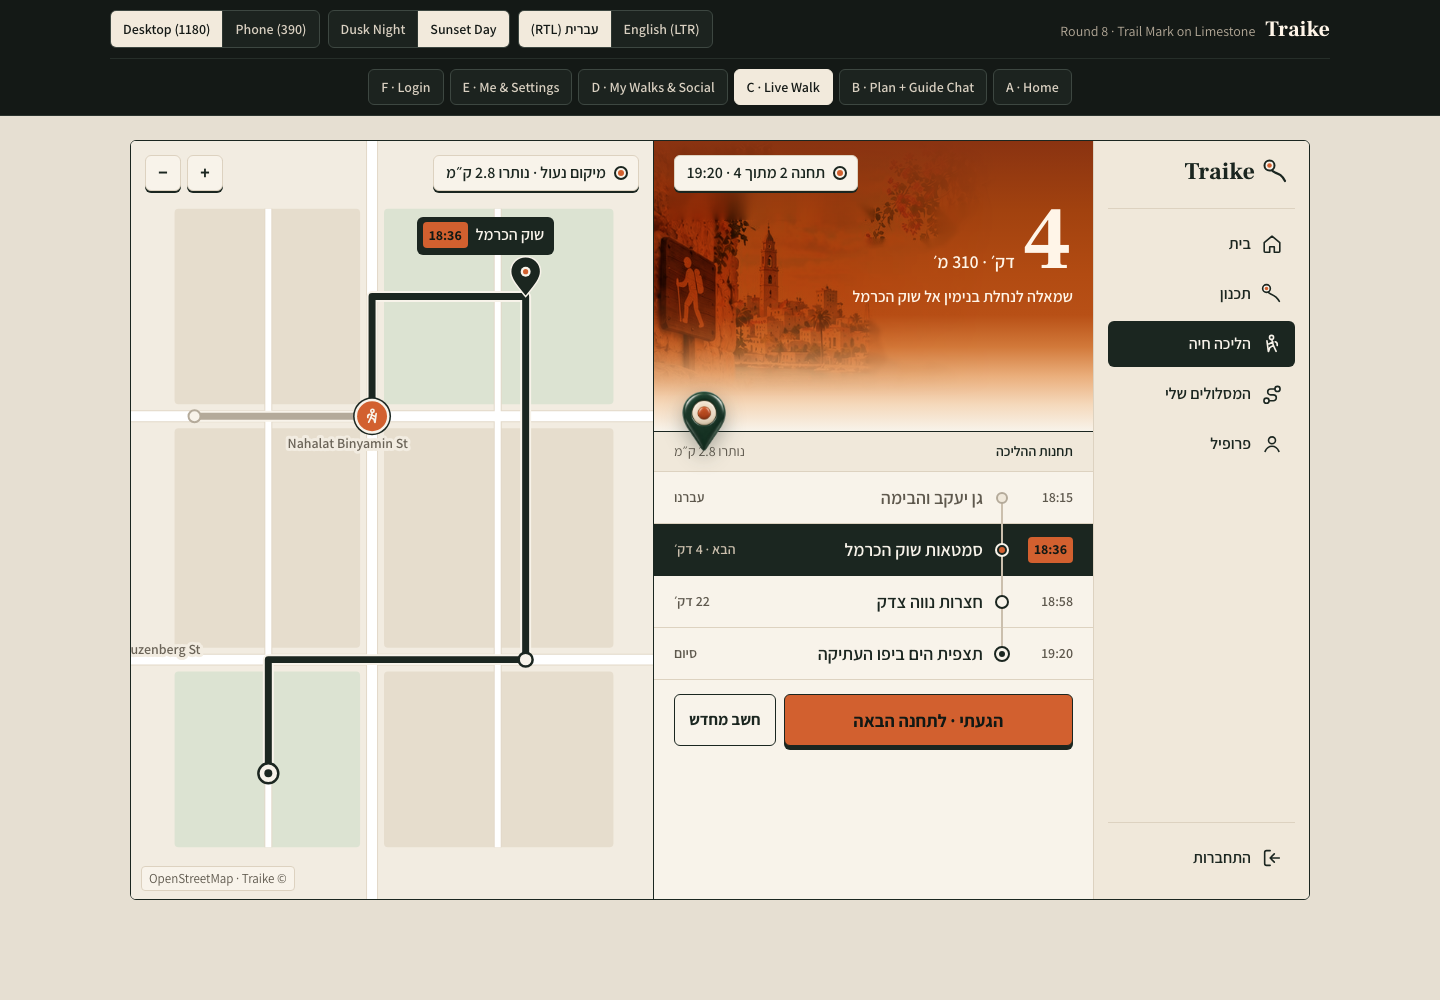 Traike
Round 8 · Trail Mark on Limestone
English (LTR)
עברית (RTL)
Sunset Day
Dusk Night
Phone (390)
Desktop (1180)
A · Home
B · Plan + Guide Chat
C · Live Walk
D · My Walks & Social
E · Me & Settings
F · Login
Traike
בית
תכנון
הליכה חיה
המסלולים שלי
פרופיל
התחברות
תחנה 2 מתוך 4 · 19:20
4 דק׳ · 310 מ׳
שמאלה לנחלת בנימין אל שוק הכרמל
תחנות ההליכה
נותרו 2.8 ק״מ
18:15 גן יעקב והבימה עברנו
18:36 סמטאות שוק הכרמל הבא · 4 דק׳
18:58 חצרות נווה צדק 22 דק׳
19:20 תצפית הים ביפו העתיקה סיום
הגעתי · לתחנה הבאה
חשב מחדש
מיקום נעול · נותרו 2.8 ק״מ
+
−
שוק הכרמל 18:36
Nahalat Binyamin St
uzenberg St
OpenStreetMap · Traike ©